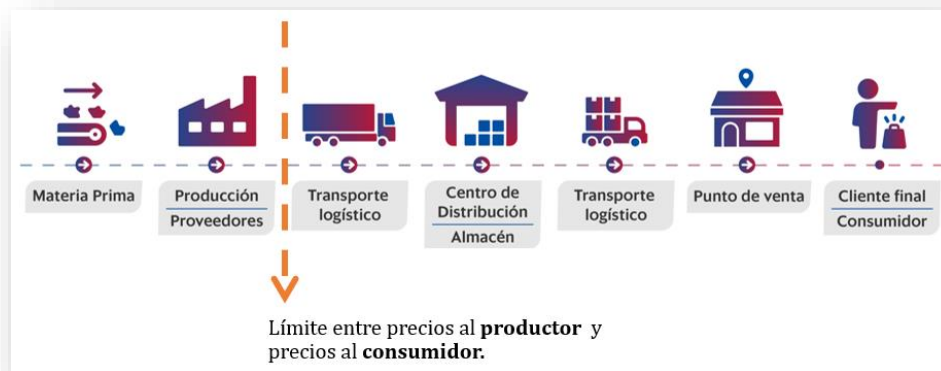 Materia Prima
Producción
Proveedores
Transporte
logístico
Centro de
Distribución
Almacén
Transporte
logístico
Punto de venta
Cliente final
Consumidor
Límite entre precios al productor y
precios al consumidor.